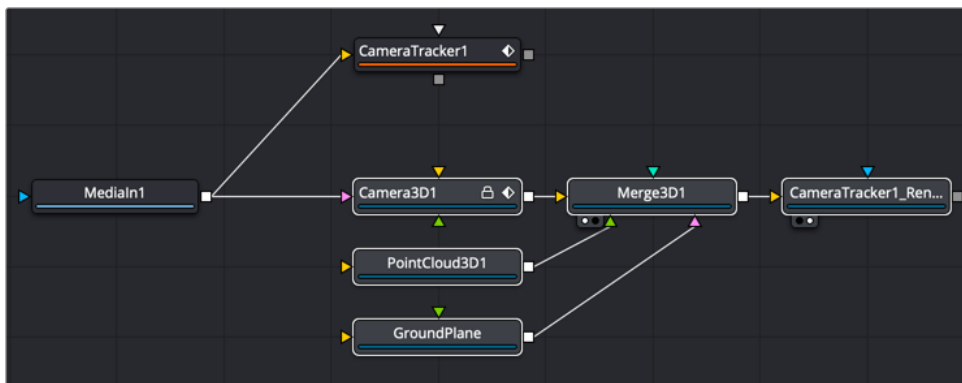 CameraTracker1
MediaIn1
Camera3D1
Merge3D1
CameraTracker1_Ren...
PointCloud3D1
GroundPlane